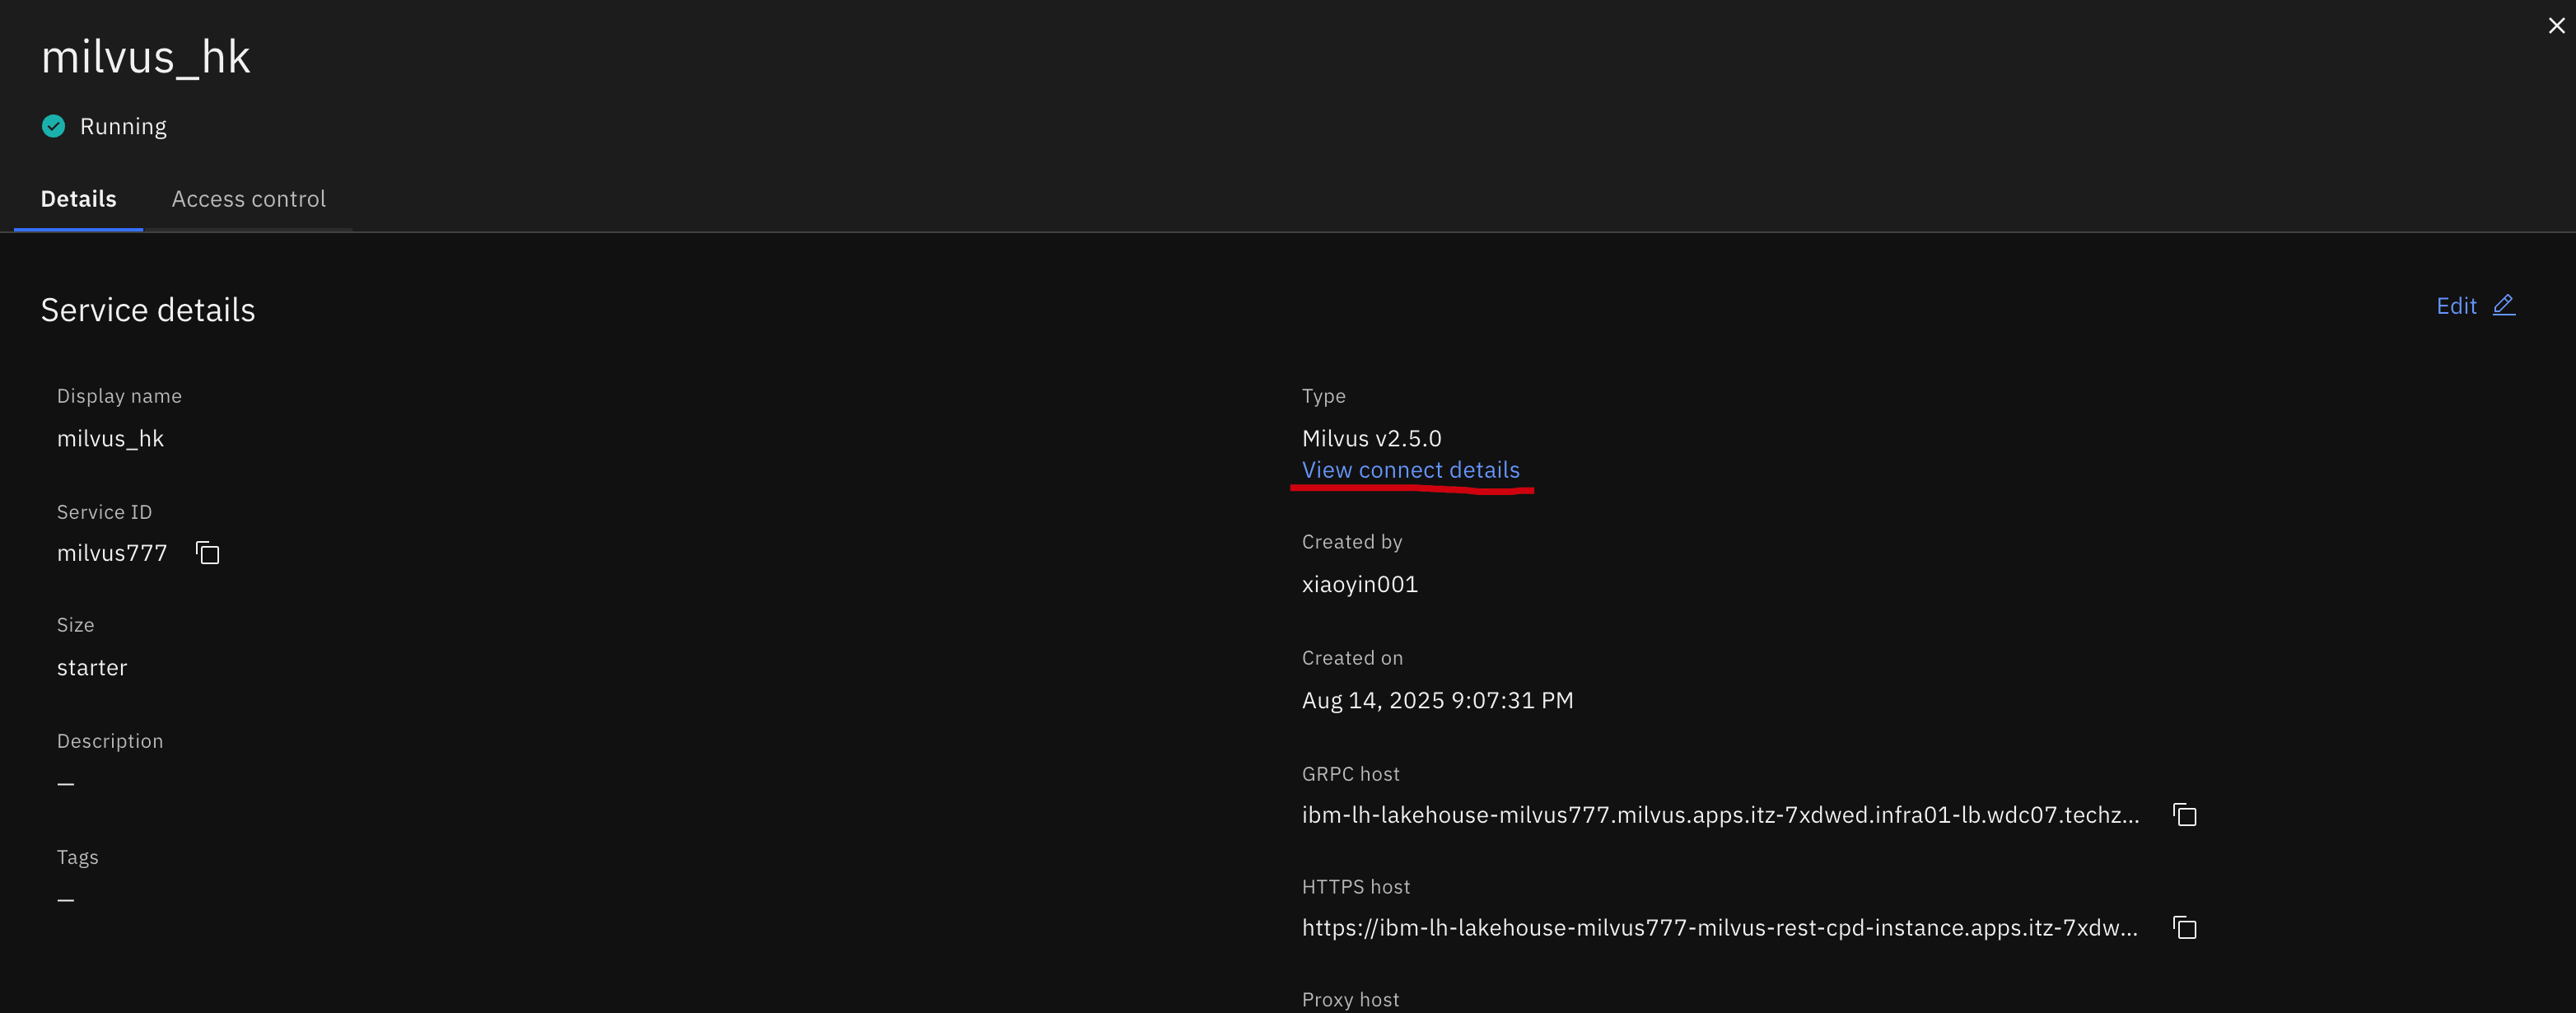 milvus_hk
Running
Details Access control
Service details
Edit
Display name
milvus_hk
Service ID
milvus777
Size
starter
Description
—
Tags
—
Type
Milvus v2.5.0
View connect details
Created by
xiaoyin001
Created on
Aug 14, 2025 9:07:31 PM
GRPC host
ibm-lh-lakehouse-milvus777.milvus.apps.itz-7xdwed.infra01-lb.wdc07.techz...
HTTPS host
https://ibm-lh-lakehouse-milvus777-milvus-rest-cpd-instance.apps.itz-7xdw...
Proxy host